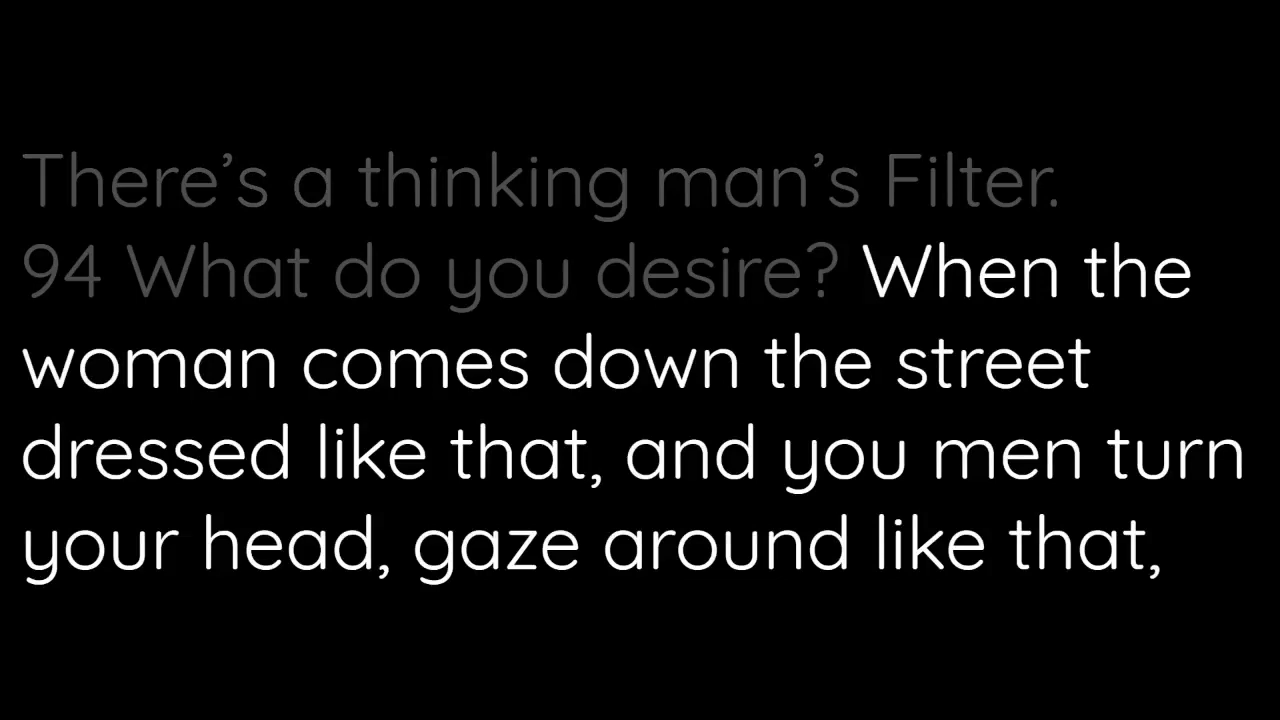 There’s a thinking man’s Filter.
94 What do you desire? When the
woman comes down the street
dressed like that, and you men turn
your head, gaze around like that,